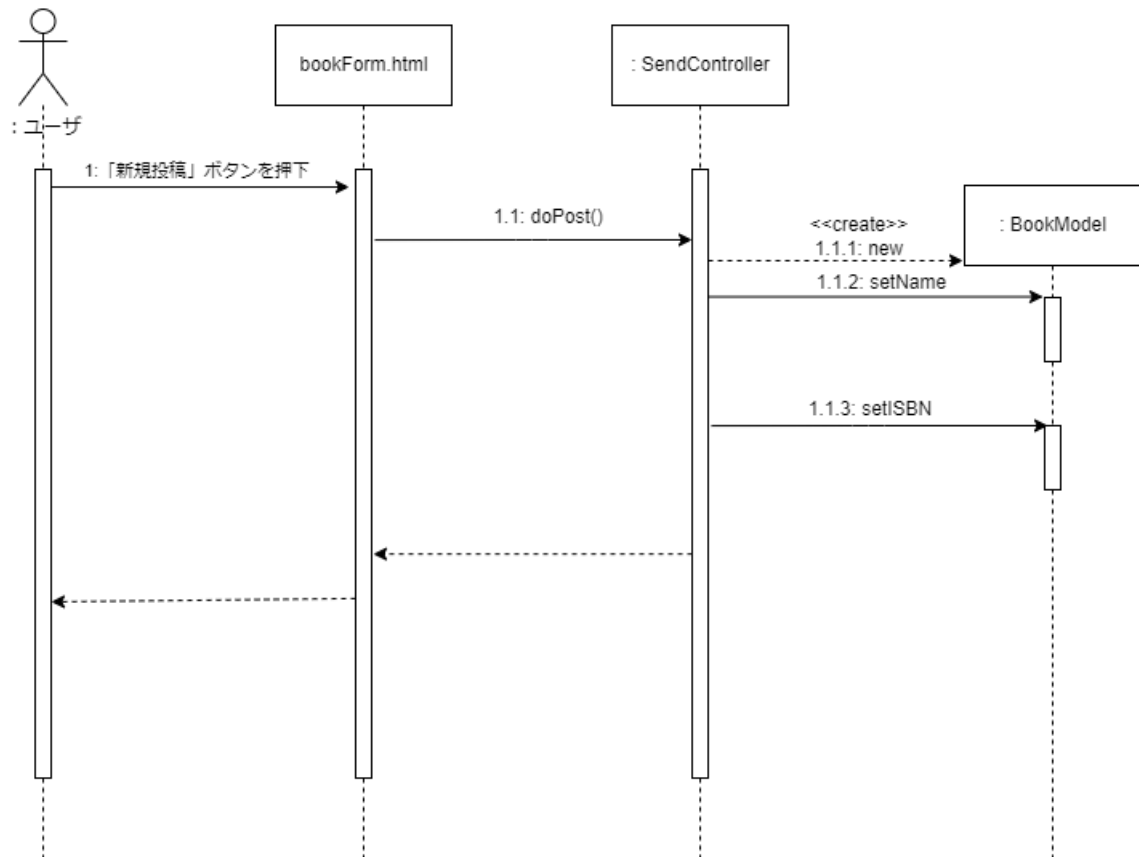 bookForm.html
: SendController
: ユーザ
1:「新規投稿」ボタンを押下
: BookModel
1.1: doPost()
<<create>>
1.1.1: new
1.1.2: setName
1.1.3: setISBN